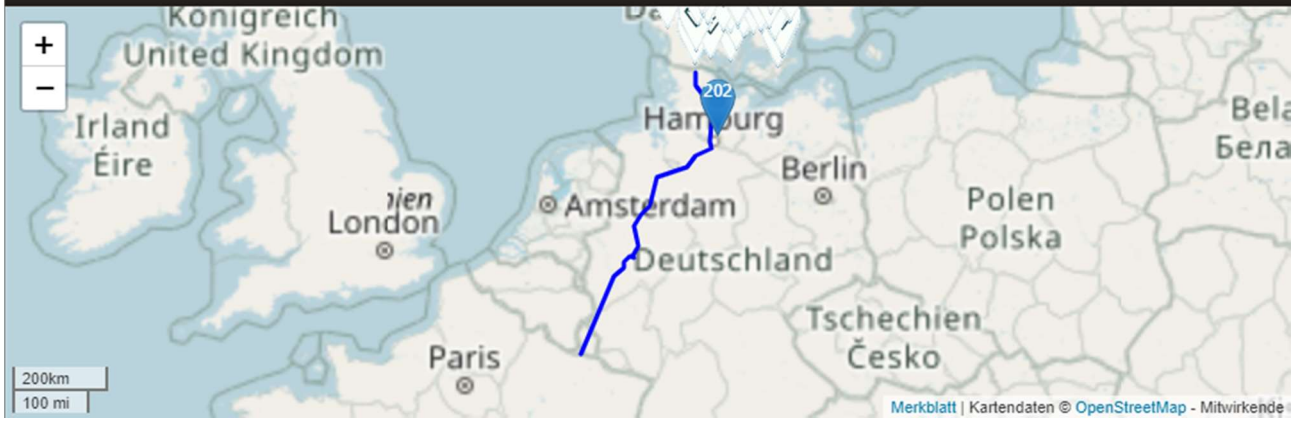 Königreich
United Kingdom
Da
+
−
202
Hamburg
Irland
Éire
Bela
Бела
Berlin
Amsterdam
London
Polen
Polska
Deutschland
Tschechien
Česko
Paris
200km
100 mi
Merkblatt | Kartendaten © OpenStreetMap - Mitwirkende